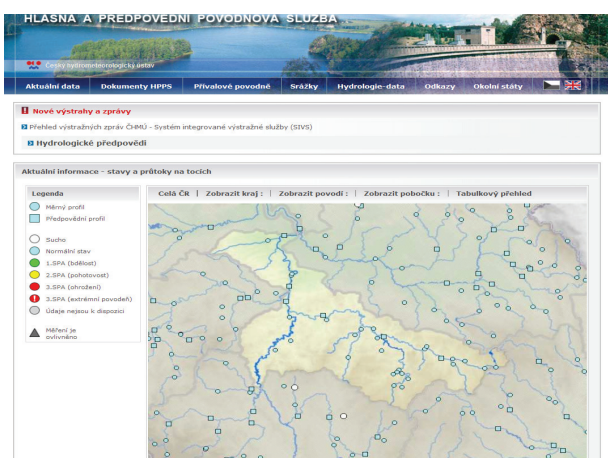 HLÁSNÁ A PŘEDPOVĚDNÍ POVODŇOVÁ SLUŽBA
Český hydrometeorologický ústav
Aktuální data Dokumenty HPPS Přívalové povodně Srážky Hydrologie-data Odkazy Okolní státy
Nové výstrahy a zprávy
Přehled výstražných zpráv ČHMÚ - Systém integrované výstražné služby (SIVS)
Hydrologické předpovědi
Aktuální informace - stavy a průtoky na tocích
Legenda
Celá ČR | Zobrazit kraj : | Zobrazit povodí : | Zobrazit pobočku : | Tabulkový přehled
Měrný profil
Předpovědní profil
Sucho
Normální stav
1.SPA (bdělost)
2.SPA (pohotovost)
3.SPA (ohrožení)
3.SPA (extrémní povodeň)
Údaje nejsou k dispozici
Měření je
ovlivněno